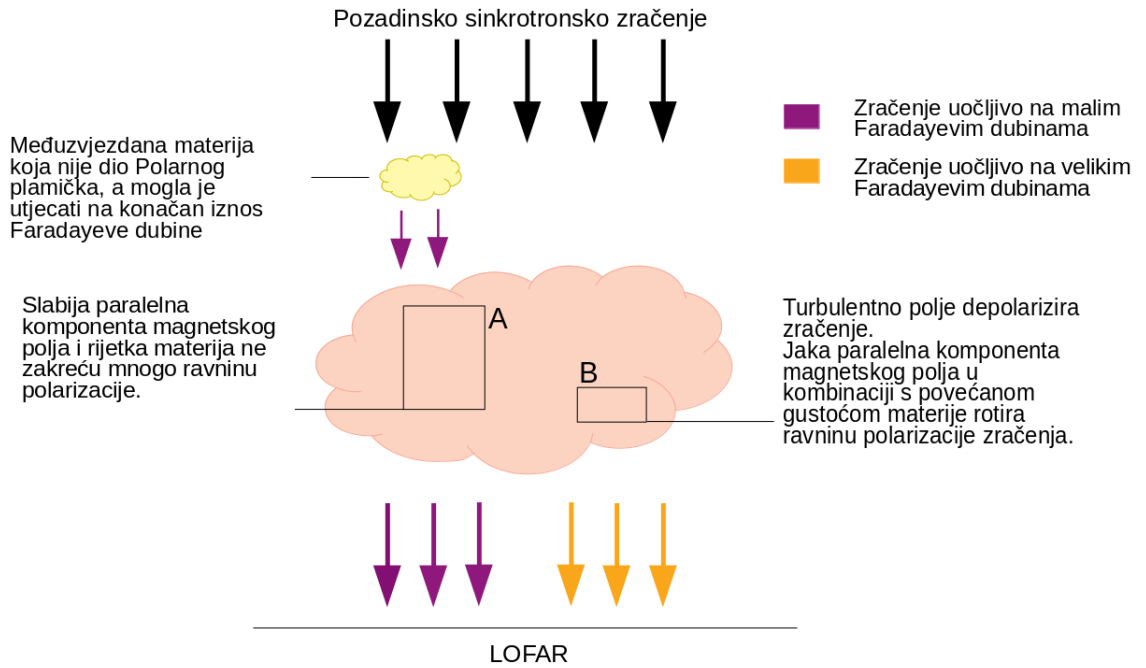 Pozadinsko sinkrotronsko zračenje
Zračenje uočljivo na malim
Faradayevim dubinama
Zračenje uočljivo na velikim
Faradayevim dubinama
Međuzvjezdana materija
koja nije dio Polarnog
plamička, a mogla je
utjecati na konačan iznos
Faradayeve dubine
Slabija paralelna
komponenta magnetskog
polja i rijetka materija ne
zakreću mnogo ravninu
polarizacije.
A
B
Turbulentno polje depolarizira
zračenje.
Jaka paralelna komponenta
magnetskog polja u
kombinaciji s povećanom
gustoćom materije rotira
ravninu polarizacije zračenja.
LOFAR